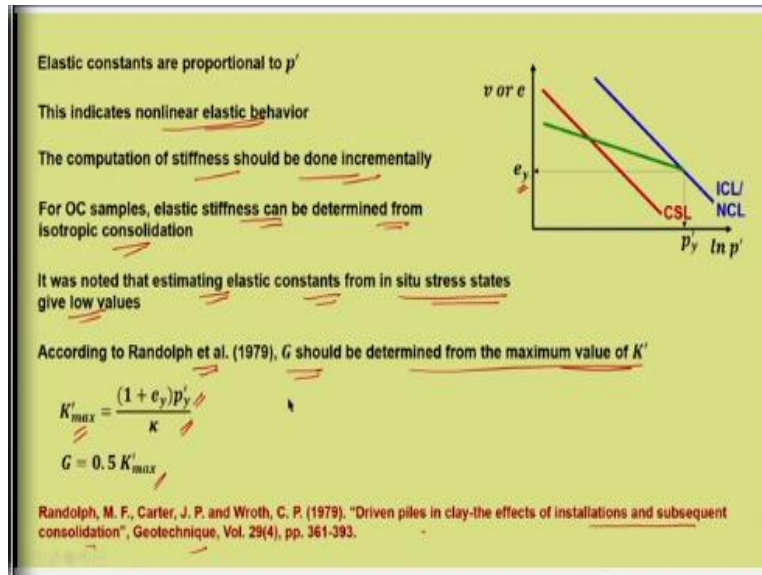 Elastic constants are proportional to p′
This indicates nonlinear elastic behavior
The computation of stiffness should be done incrementally
For OC samples, elastic stiffness can be determined from
isotropic consolidation
It was noted that estimating elastic constants from in situ stress states
give low values
According to Randolph et al. (1979), G should be determined from the maximum value of K′
K′max = (1 + e_y)p′_y / κ
G = 0.5 K′max
Randolph, M. F., Carter, J. P. and Wroth, C. P. (1979). "Driven piles in clay-the effects of installations and subsequent
consolidation", Geotechnique, Vol. 29(4), pp. 361-393.
v or e
e_y
CSL
ICL/
NCL
p′_y ln p′